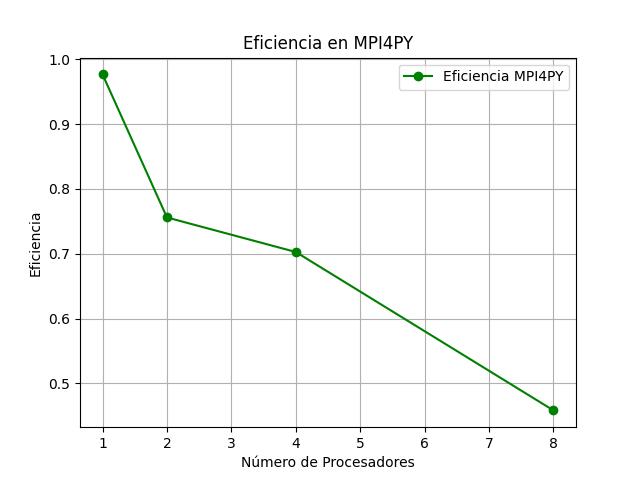 Eficiencia en MPI4PY
Eficiencia MPI4PY
1.0
0.9
0.8
0.7
0.6
0.5
Eficiencia
1 2 3 4 5 6 7 8
Número de Procesadores